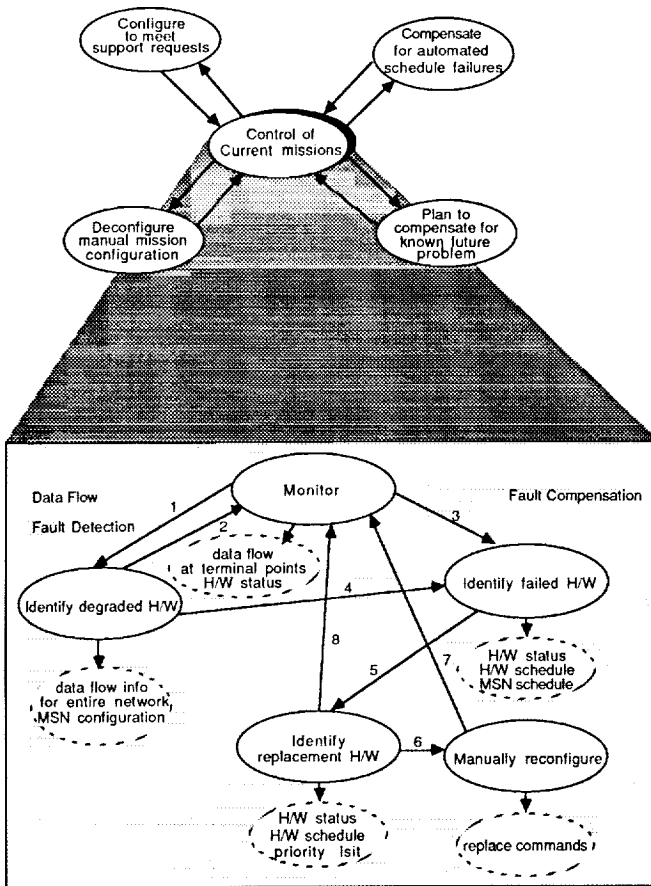 Configure
to meet
support requests
Compensate
for automated
schedule failures
Control of
Current missions
Deconfigure
manual mission
configuration
Plan to
compensate for
known future
problem
Data Flow
Fault Detection
1
2
Monitor
3
Fault Compensation
data flow
at terminal points
H/W status
Identify degraded H/W
4
Identify failed H/W
data flow info
for entire network,
MSN configuration
8
5
7
H/W status
H/W schedule
MSN schedule
Identify
replacement H/W
6
Manually reconfigure
H/W status
H/W schedule
priority lsit
replace commands